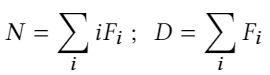 N = ∑_i iF_i ; D = ∑_i F_i